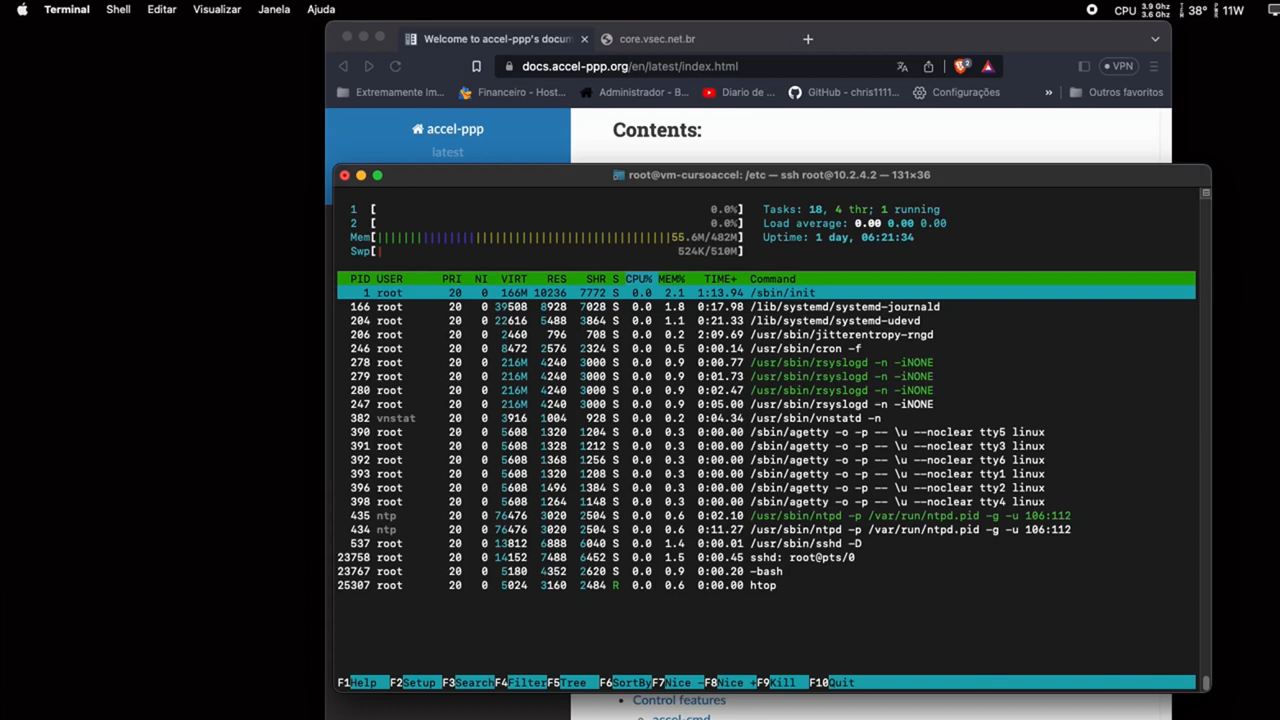 Terminal Shell Editar Visualizar Janela Ajuda CPU 3.9 Ghz 3.6 Ghz 38° 11W
Welcome to accel-ppp's docum core.vsec.net.br
docs.accel-ppp.org/en/latest/index.html 2 VPN
Extremamente Im... Financeiro - Host... Administrador - B... Diario de ... GitHub - chris1111... Configurações » Outros favoritos
accel-ppp
latest
Contents:
root@vm-cursoaccel: /etc — ssh root@10.2.4.2 — 131×36
1 [ 0.0%] Tasks: 18, 4 thr; 1 running
2 [ 0.0%] Load average: 0.00 0.00 0.00
Mem[||||||||||||||||||||||||||||||||||||||||||55.6M/482M] Uptime: 1 day, 06:21:34
Swp[| 524K/510M]
PID USER PRI NI VIRT RES SHR S CPU% MEM% TIME+ Command
1 root 20 0 166M 10236 7772 S 0.0 2.1 1:13.94 /sbin/init
166 root 20 0 39508 8928 7028 S 0.0 1.8 0:17.98 /lib/systemd/systemd-journald
204 root 20 0 22616 5488 3864 S 0.0 1.1 0:21.33 /lib/systemd/systemd-udevd
206 root 20 0 2460 796 708 S 0.0 0.2 2:09.69 /usr/sbin/jitterentropy-rngd
246 root 20 0 8472 2576 2324 S 0.0 0.5 0:00.14 /usr/sbin/cron -f
278 root 20 0 216M 4240 3000 S 0.0 0.9 0:00.77 /usr/sbin/rsyslogd -n -iNONE
279 root 20 0 216M 4240 3000 S 0.0 0.9 0:01.73 /usr/sbin/rsyslogd -n -iNONE
280 root 20 0 216M 4240 3000 S 0.0 0.9 0:02.47 /usr/sbin/rsyslogd -n -iNONE
247 root 20 0 216M 4240 3000 S 0.0 0.9 0:05.00 /usr/sbin/rsyslogd -n -iNONE
382 vnstat 20 0 3916 1004 928 S 0.0 0.2 0:04.34 /usr/sbin/vnstatd -n
390 root 20 0 5608 1320 1204 S 0.0 0.3 0:00.00 /sbin/agetty -o -p -- \u --noclear tty5 linux
391 root 20 0 5608 1328 1212 S 0.0 0.3 0:00.00 /sbin/agetty -o -p -- \u --noclear tty3 linux
392 root 20 0 5608 1368 1256 S 0.0 0.3 0:00.00 /sbin/agetty -o -p -- \u --noclear tty6 linux
393 root 20 0 5608 1320 1208 S 0.0 0.3 0:00.00 /sbin/agetty -o -p -- \u --noclear tty1 linux
396 root 20 0 5608 1496 1384 S 0.0 0.3 0:00.00 /sbin/agetty -o -p -- \u --noclear tty2 linux
398 root 20 0 5608 1264 1148 S 0.0 0.3 0:00.00 /sbin/agetty -o -p -- \u --noclear tty4 linux
435 ntp 20 0 76476 3020 2504 S 0.0 0.6 0:02.10 /usr/sbin/ntpd -p /var/run/ntpd.pid -g -u 106:112
434 ntp 20 0 76476 3020 2504 S 0.0 0.6 0:11.27 /usr/sbin/ntpd -p /var/run/ntpd.pid -g -u 106:112
537 root 20 0 13812 6888 6040 S 0.0 1.4 0:00.01 /usr/sbin/sshd -D
23758 root 20 0 14152 7488 6452 S 0.0 1.5 0:00.45 sshd: root@pts/0
23767 root 20 0 5180 4352 2620 S 0.0 0.9 0:00.20 -bash
25307 root 20 0 5024 3160 2484 R 0.0 0.6 0:00.00 htop
F1Help F2Setup F3SearchF4FilterF5Tree F6SortByF7Nice -F8Nice +F9Kill F10Quit
Control features
accel-cmd